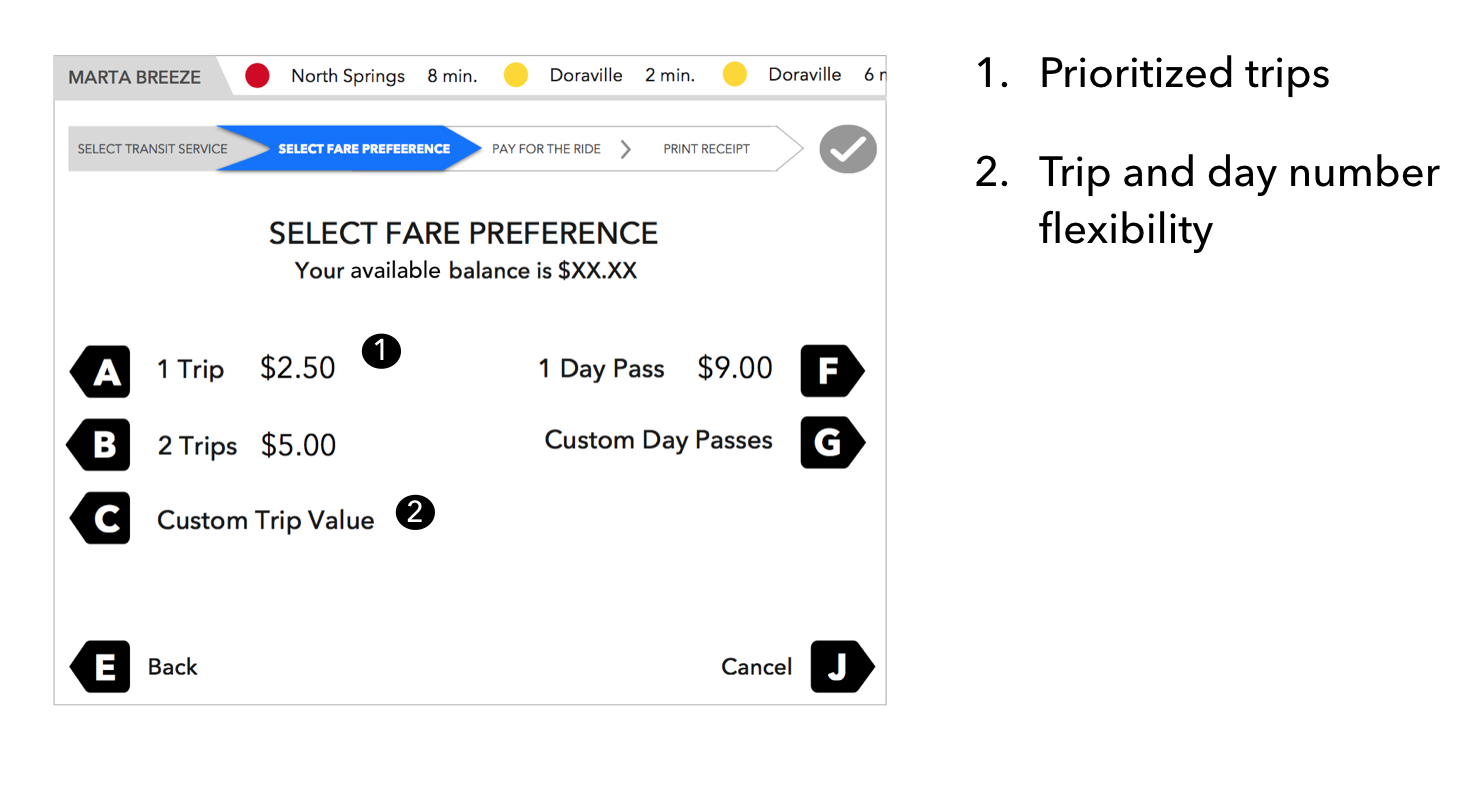 MARTA BREEZE North Springs 8 min. Doraville 2 min. Doraville 6
SELECT TRANSIT SERVICE SELECT FARE PREFEERENCE PAY FOR THE RIDE PRINT RECEIPT
SELECT FARE PREFERENCE
Your available balance is $XX.XX
A 1 Trip $2.50 1 1 Day Pass $9.00 F
B 2 Trips $5.00 Custom Day Passes G
C Custom Trip Value 2
E Back Cancel J
1. Prioritized trips
2. Trip and day number
flexibility